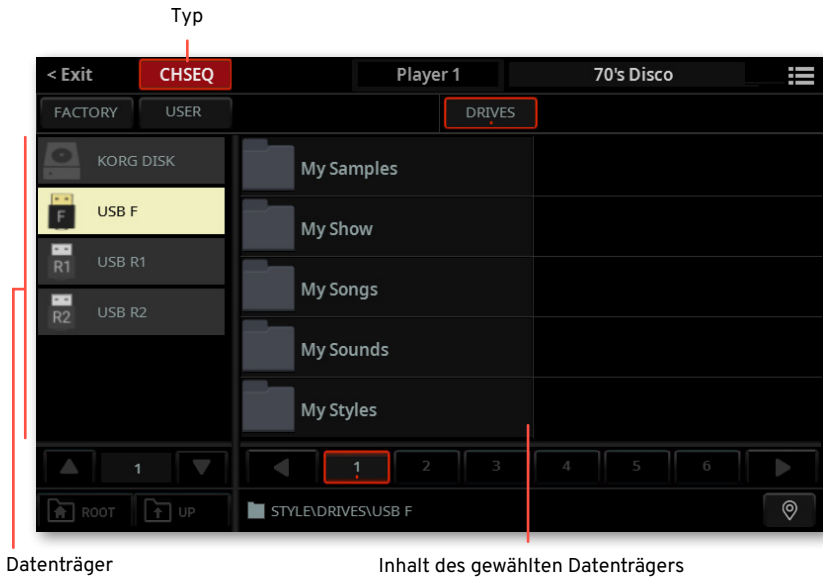 Typ
< Exit CHSEQ Player 1 70's Disco
FACTORY USER DRIVES
KORG DISK
F USB F
R1 USB R1
R2 USB R2
My Samples
My Show
My Songs
My Sounds
My Styles
1 1 2 3 4 5 6
ROOT UP STYLE\DRIVES\USB F
Datenträger Inhalt des gewählten Datenträgers